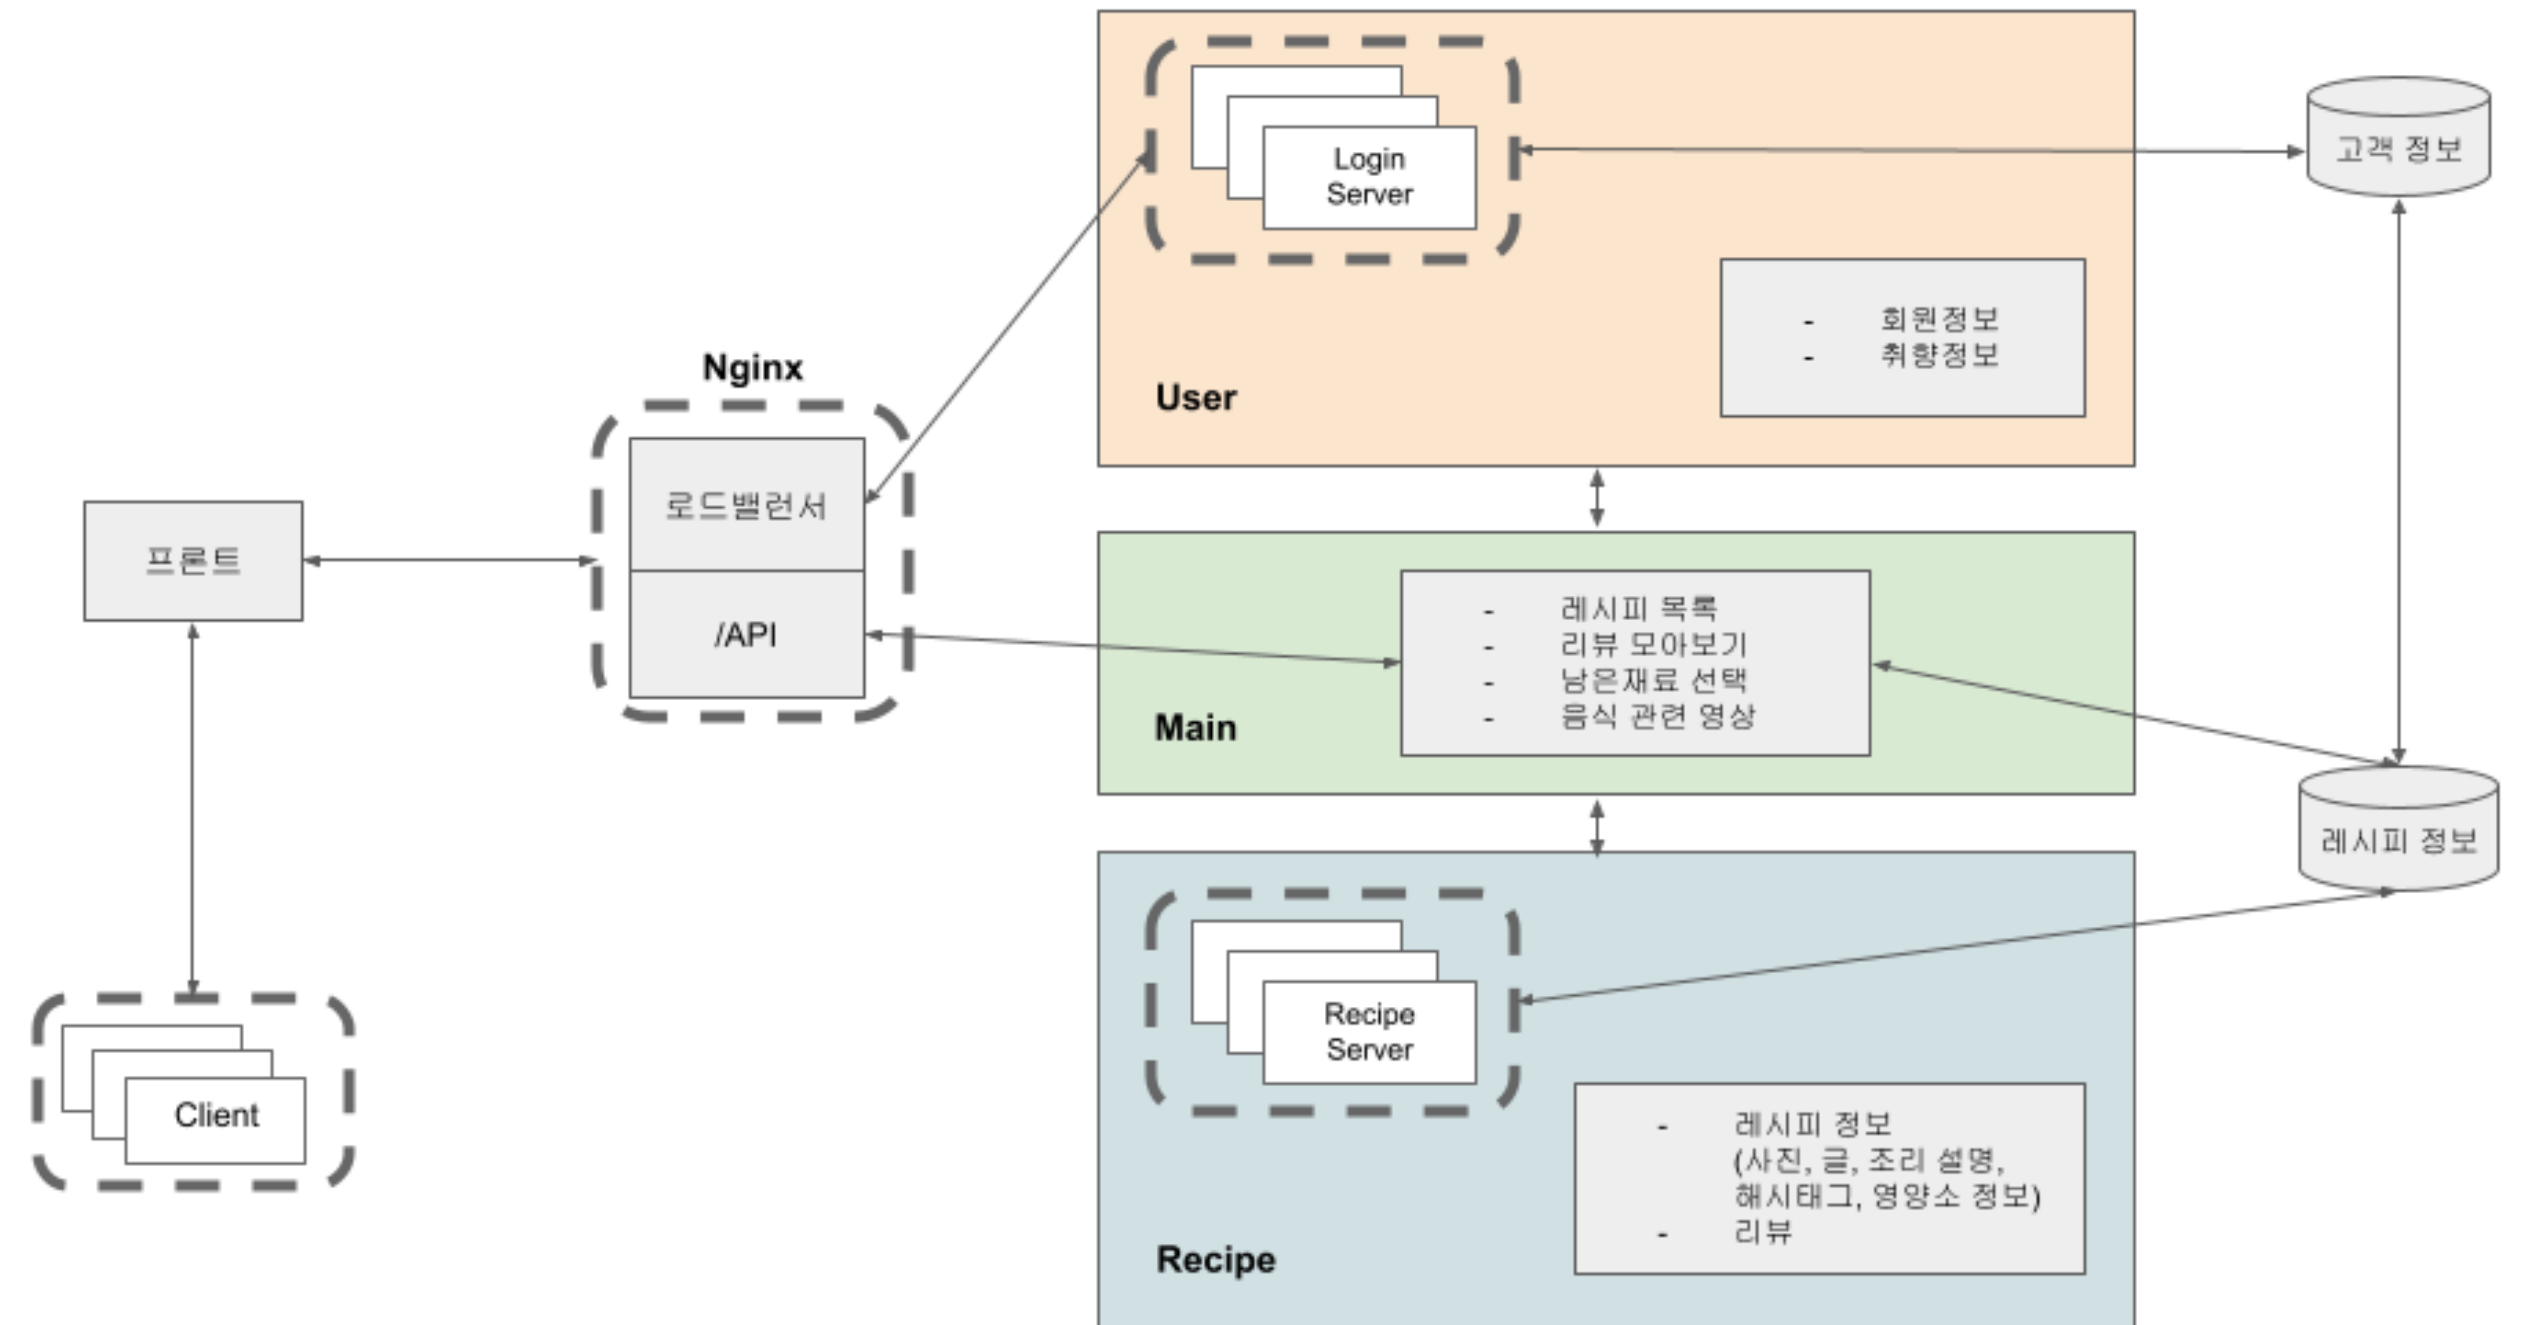 Login
Server
고객 정보
- 회원정보
- 취향정보
User
Nginx
로드밸런서
/API
프론트
- 레시피 목록
- 리뷰 모아보기
- 남은재료 선택
- 음식 관련 영상
Main
레시피 정보
Recipe
Server
Client
- 레시피 정보
(사진, 글, 조리 설명,
해시태그, 영양소 정보)
- 리뷰
Recipe